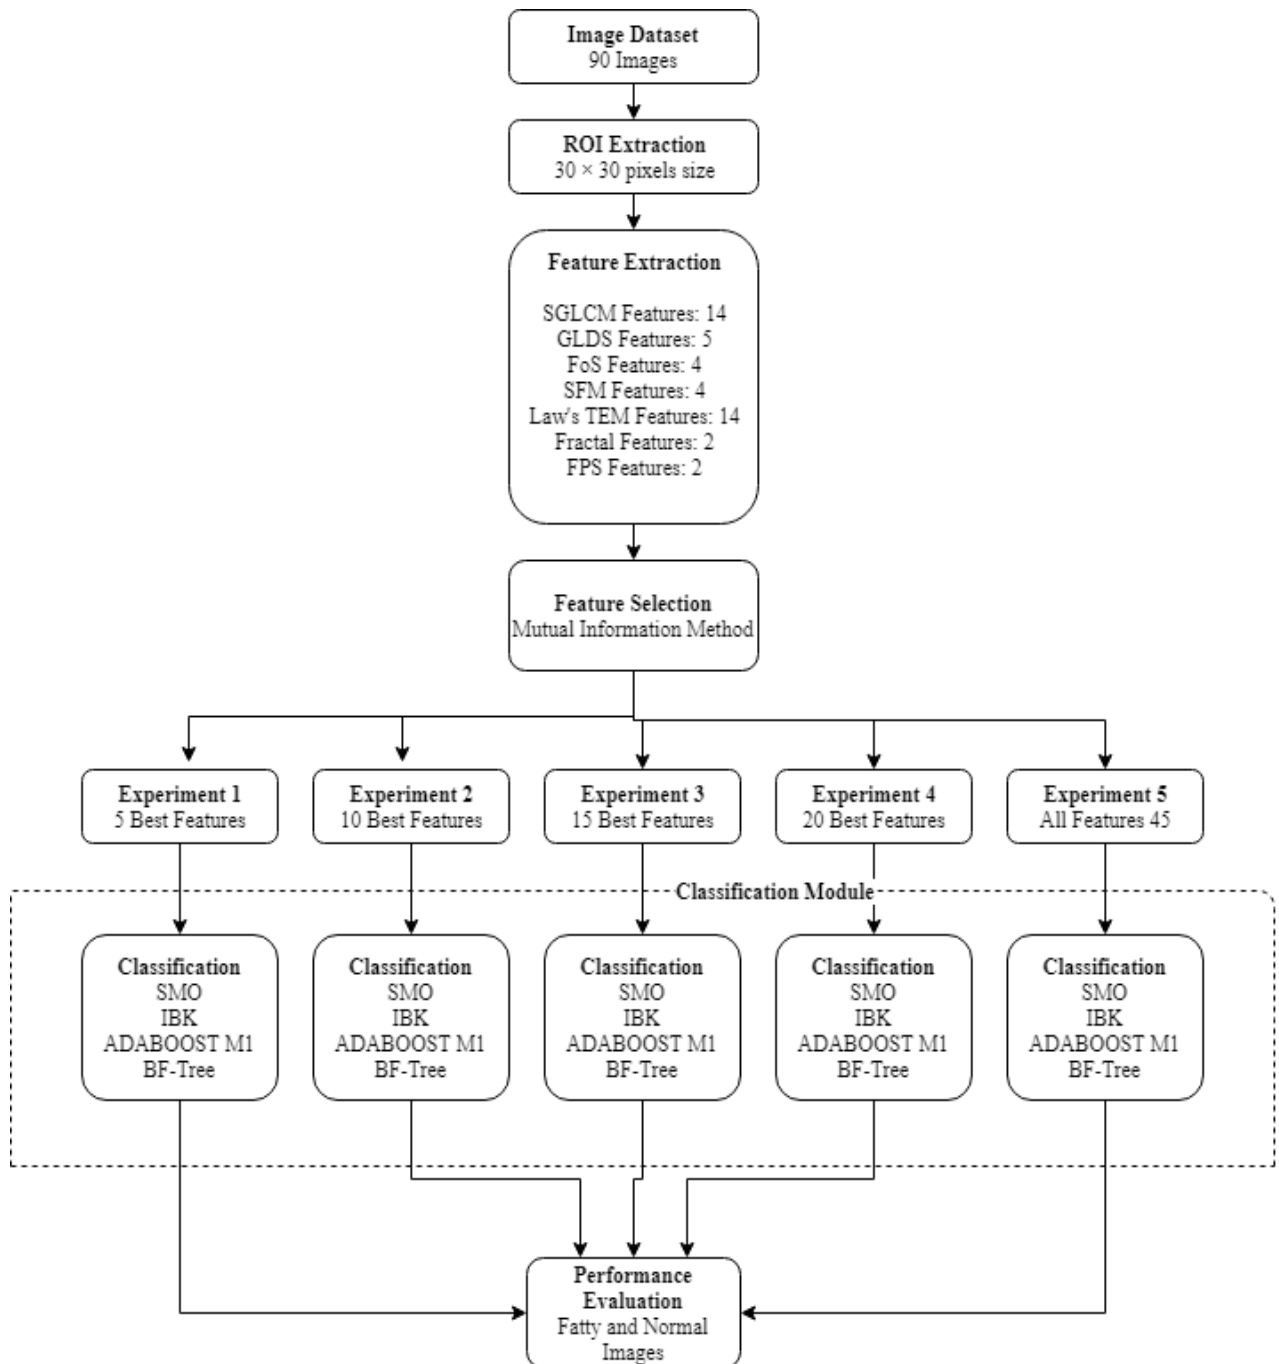 Image Dataset
90 Images
ROI Extraction
30 × 30 pixels size
Feature Extraction
SGLCM Features: 14
GLDS Features: 5
FoS Features: 4
SFM Features: 4
Law's TEM Features: 14
Fractal Features: 2
FPS Features: 2
Feature Selection
Mutual Information Method
Experiment 1
5 Best Features
Experiment 2
10 Best Features
Experiment 3
15 Best Features
Experiment 4
20 Best Features
Experiment 5
All Features 45
Classification Module
Classification
SMO
IBK
ADABOOST M1
BF-Tree
Classification
SMO
IBK
ADABOOST M1
BF-Tree
Classification
SMO
IBK
ADABOOST M1
BF-Tree
Classification
SMO
IBK
ADABOOST M1
BF-Tree
Classification
SMO
IBK
ADABOOST M1
BF-Tree
Performance
Evaluation
Fatty and Normal
Images